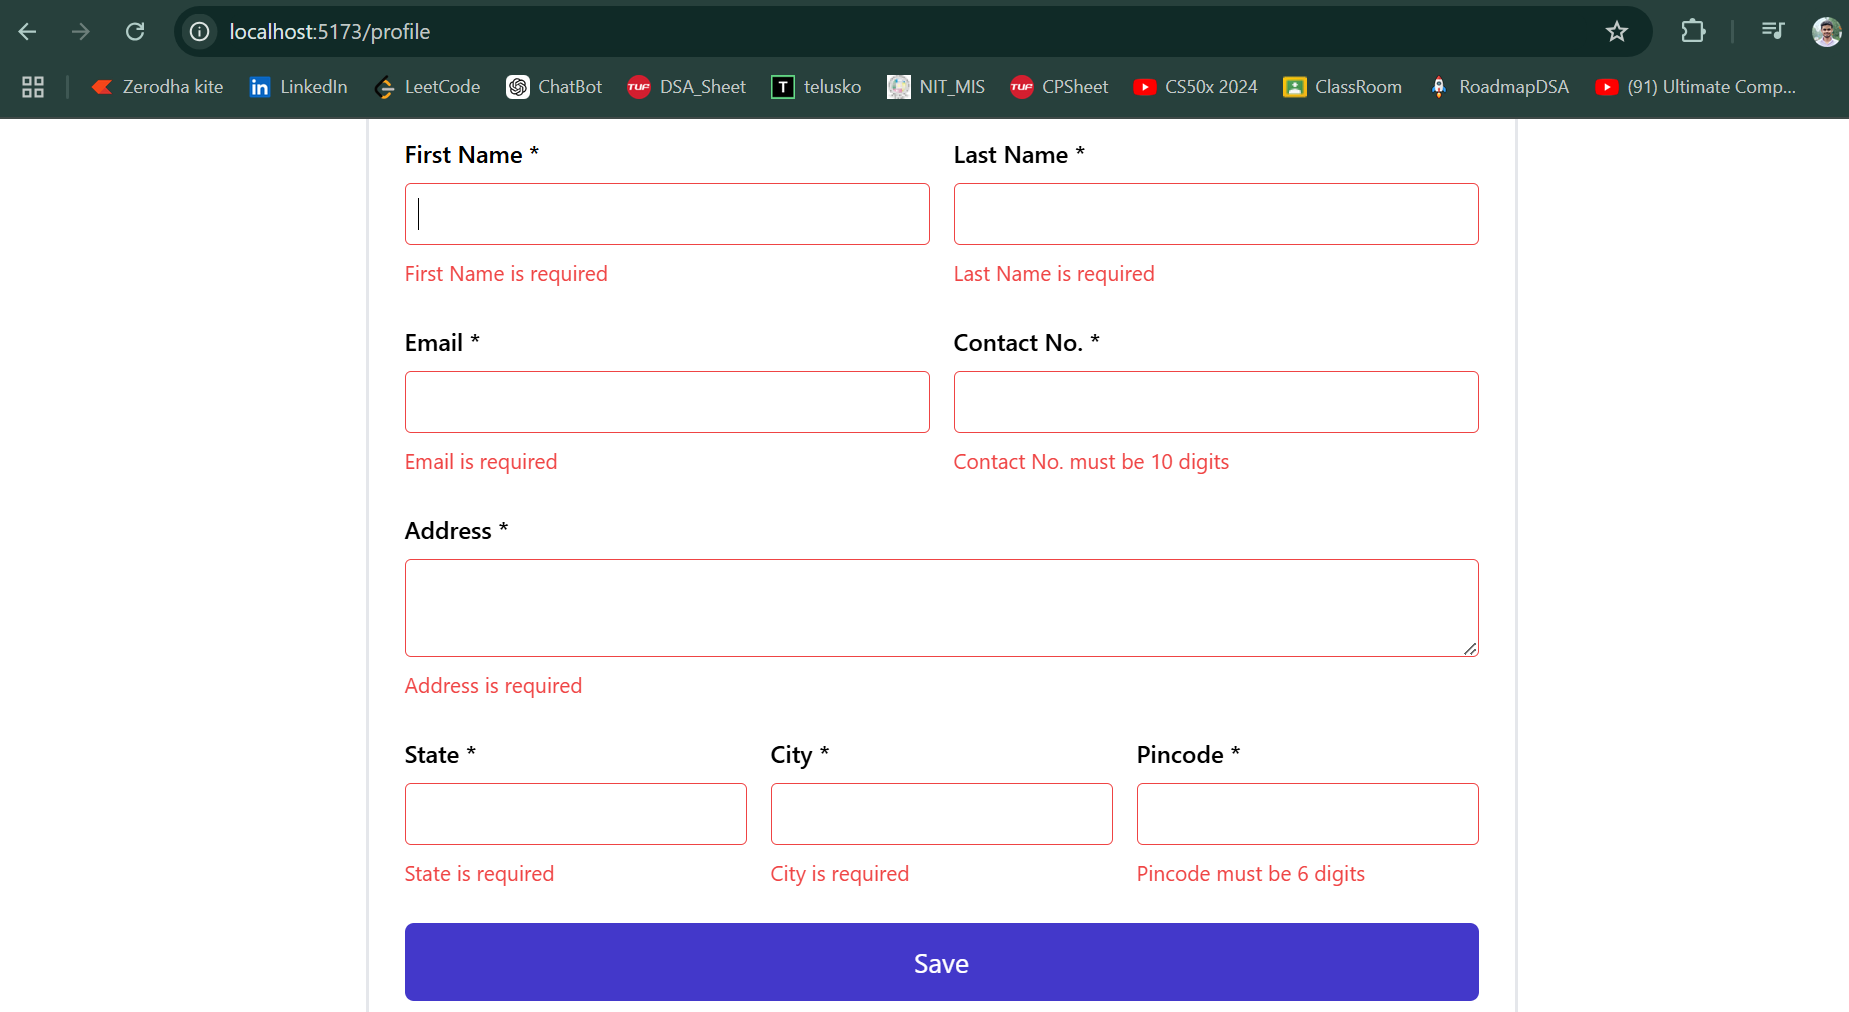 localhost:5173/profile
Zerodha kite
LinkedIn
LeetCode
ChatBot
TUF DSA_Sheet
T telusko
NIT_MIS
TUF CPSheet
CS50x 2024
ClassRoom
RoadmapDSA
(91) Ultimate Comp...
First Name * Last Name *
First Name is required Last Name is required
Email * Contact No. *
Email is required Contact No. must be 10 digits
Address *
Address is required
State * City * Pincode *
State is required City is required Pincode must be 6 digits
Save